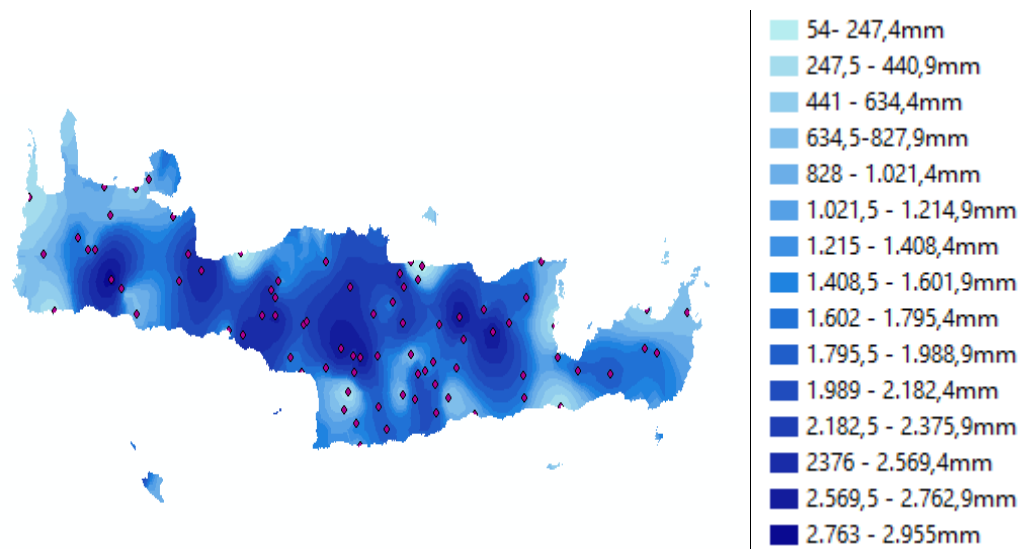 54- 247,4mm
247,5 - 440,9mm
441 - 634,4mm
634,5-827,9mm
828 - 1.021,4mm
1.021,5 - 1.214,9mm
1.215 - 1.408,4mm
1.408,5 - 1.601,9mm
1.602 - 1.795,4mm
1.795,5 - 1.988,9mm
1.989 - 2.182,4mm
2.182,5 - 2.375,9mm
2376 - 2.569,4mm
2.569,5 - 2.762,9mm
2.763 - 2.955mm